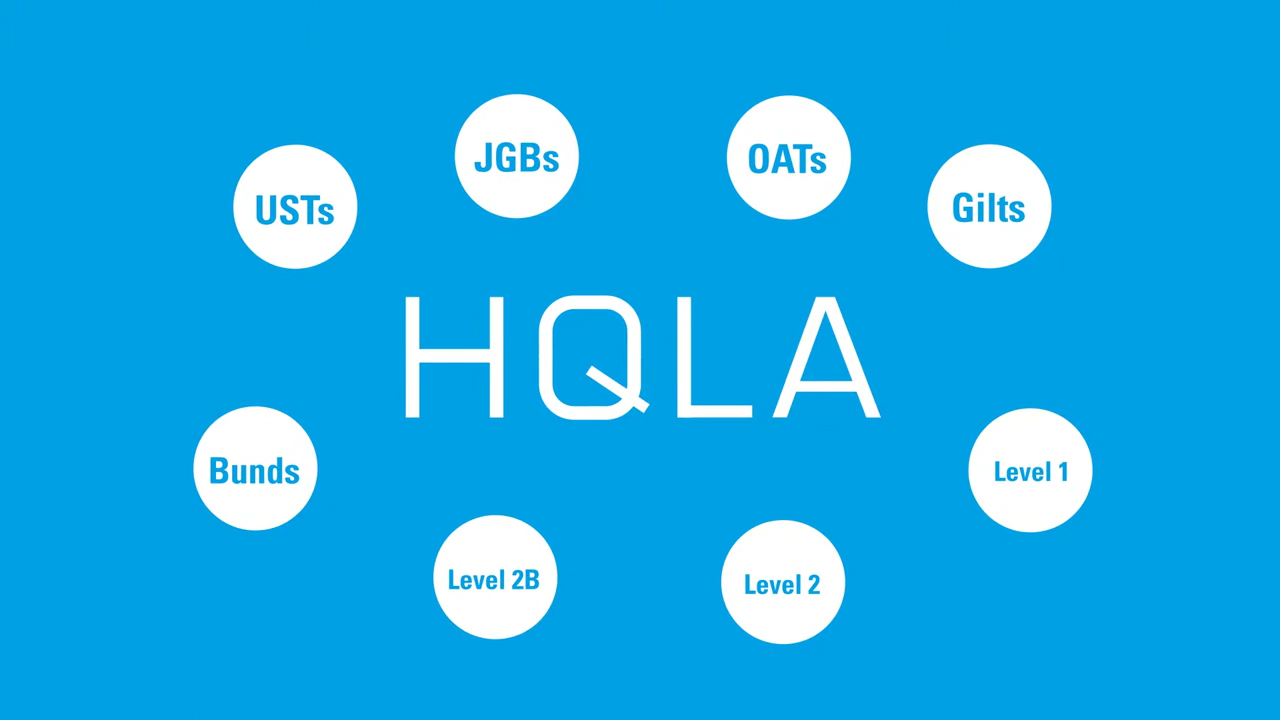 JGBs
OATs
USTs
Gilts
HQLA
Bunds
Level 1
Level 2B
Level 2